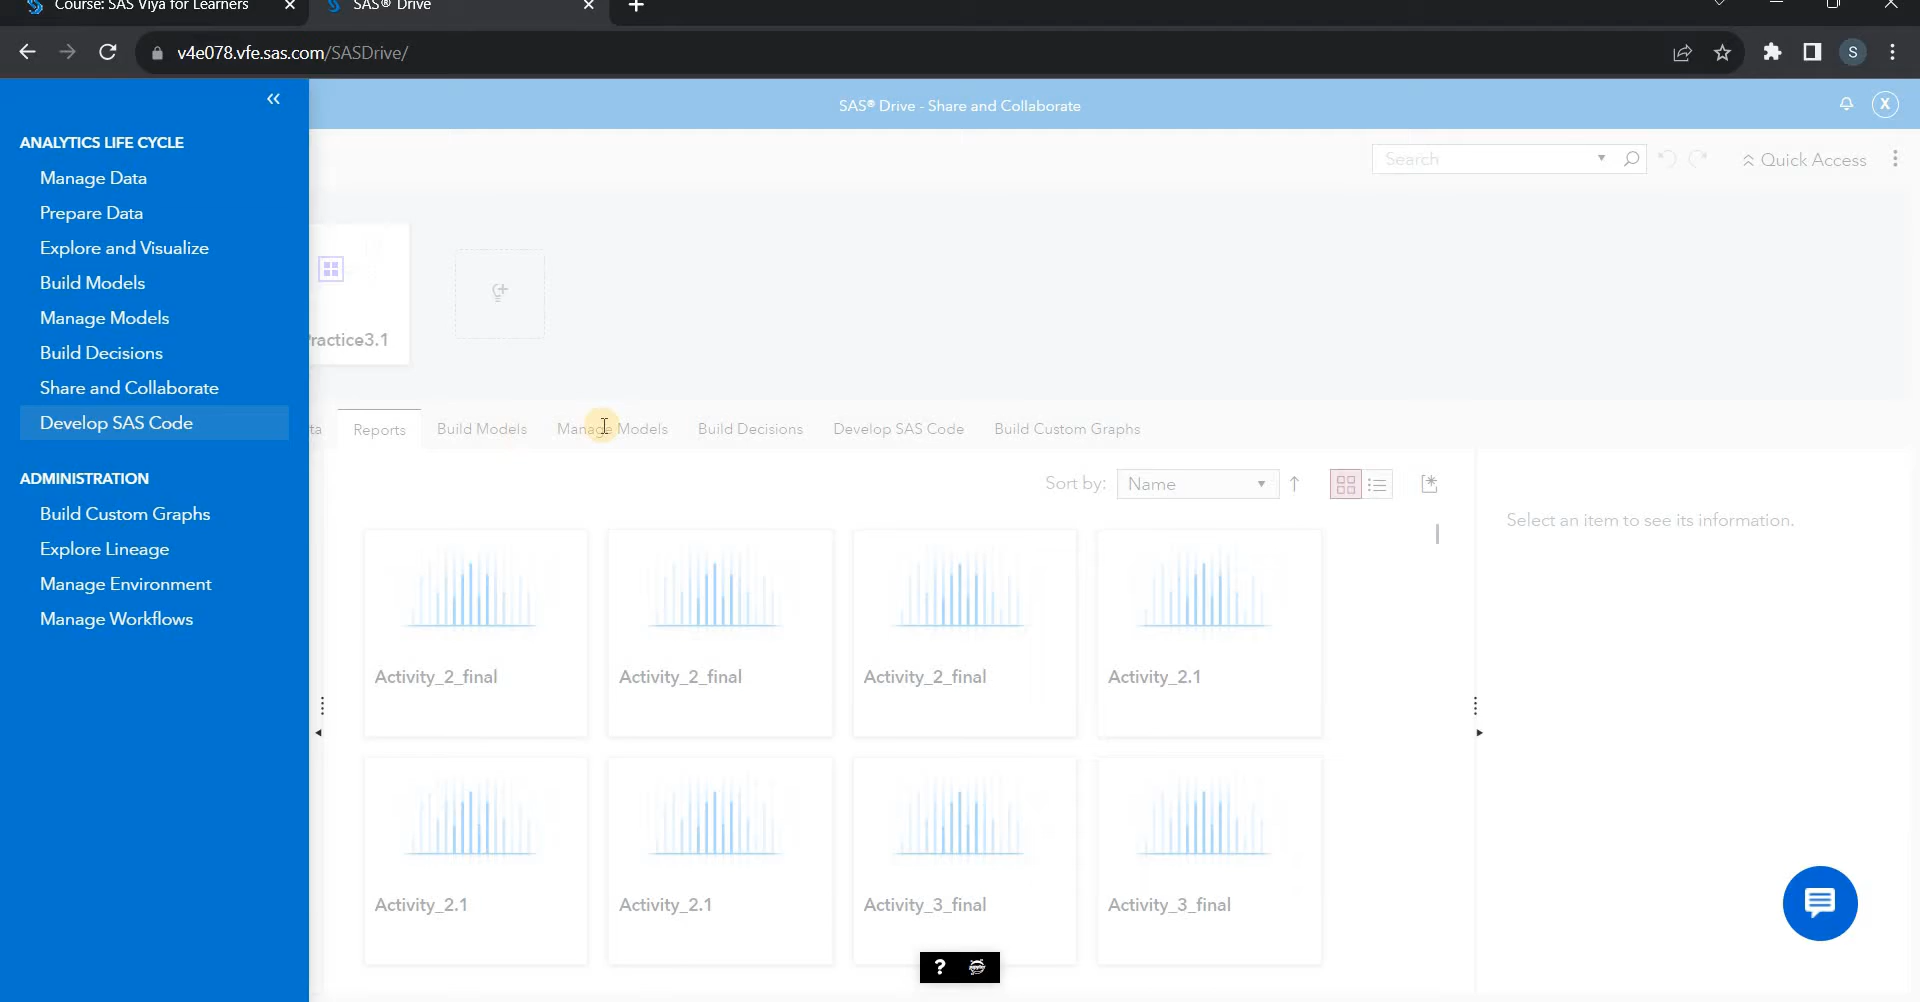 Course: SAS Viya for Learners
SAS® Drive
v4e078.vfe.sas.com/SASDrive/
S
SAS® Drive - Share and Collaborate
X
ANALYTICS LIFE CYCLE
Manage Data
Prepare Data
Explore and Visualize
Build Models
Manage Models
Build Decisions
Share and Collaborate
Develop SAS Code
ADMINISTRATION
Build Custom Graphs
Explore Lineage
Manage Environment
Manage Workflows
Search
Quick Access
ractice3.1
ta Reports Build Models Manage Models Build Decisions Develop SAS Code Build Custom Graphs
Sort by: Name
Select an item to see its information.
Activity_2_final Activity_2_final Activity_2_final Activity_2.1
Activity_2.1 Activity_2.1 Activity_3_final Activity_3_final
?